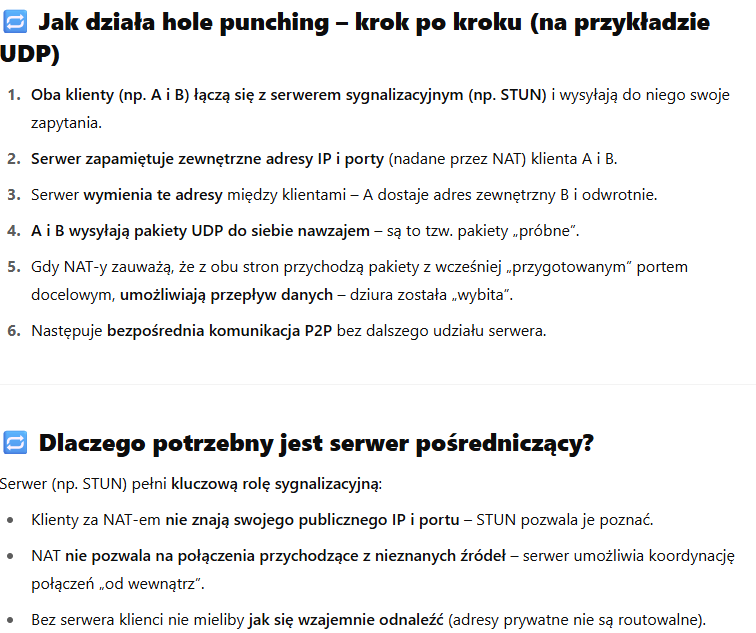 🔁 Jak działa hole punching – krok po kroku (na przykładzie
UDP)
1. Oba klienty (np. A i B) łączą się z serwerem sygnalizacyjnym (np. STUN) i wysyłają do niego swoje
zapytania.
2. Serwer zapamiętuje zewnętrzne adresy IP i porty (nadane przez NAT) klienta A i B.
3. Serwer wymienia te adresy między klientami – A dostaje adres zewnętrzny B i odwrotnie.
4. A i B wysyłają pakiety UDP do siebie nawzajem – są to tzw. pakiety „próbne”.
5. Gdy NAT-y zauważą, że z obu stron przychodzą pakiety z wcześniej „przygotowanym” portem
docelowym, umożliwiają przepływ danych – dziura została „wybita”.
6. Następuje bezpośrednia komunikacja P2P bez dalszego udziału serwera.
🔁 Dlaczego potrzebny jest serwer pośredniczący?
Serwer (np. STUN) pełni kluczową rolę sygnalizacyjną:
• Klienty za NAT-em nie znają swojego publicznego IP i portu – STUN pozwala je poznać.
• NAT nie pozwala na połączenia przychodzące z nieznanych źródeł – serwer umożliwia koordynację
połączeń „od wewnątrz”.
• Bez serwera klienci nie mieliby jak się wzajemnie odnaleźć (adresy prywatne nie są routowalne).